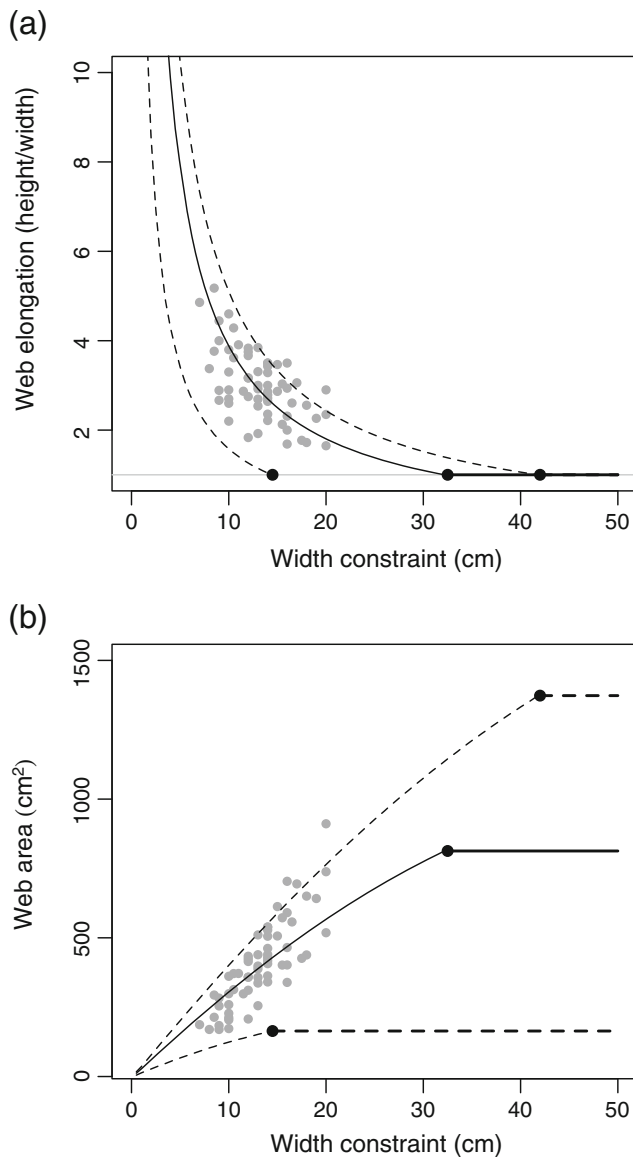 (a)
10
8
6
4
2
Web elongation (height/width)
0 10 20 30 40 50
Width constraint (cm)
(b)
1500
1000
500
0
Web area (cm²)
0 10 20 30 40 50
Width constraint (cm)